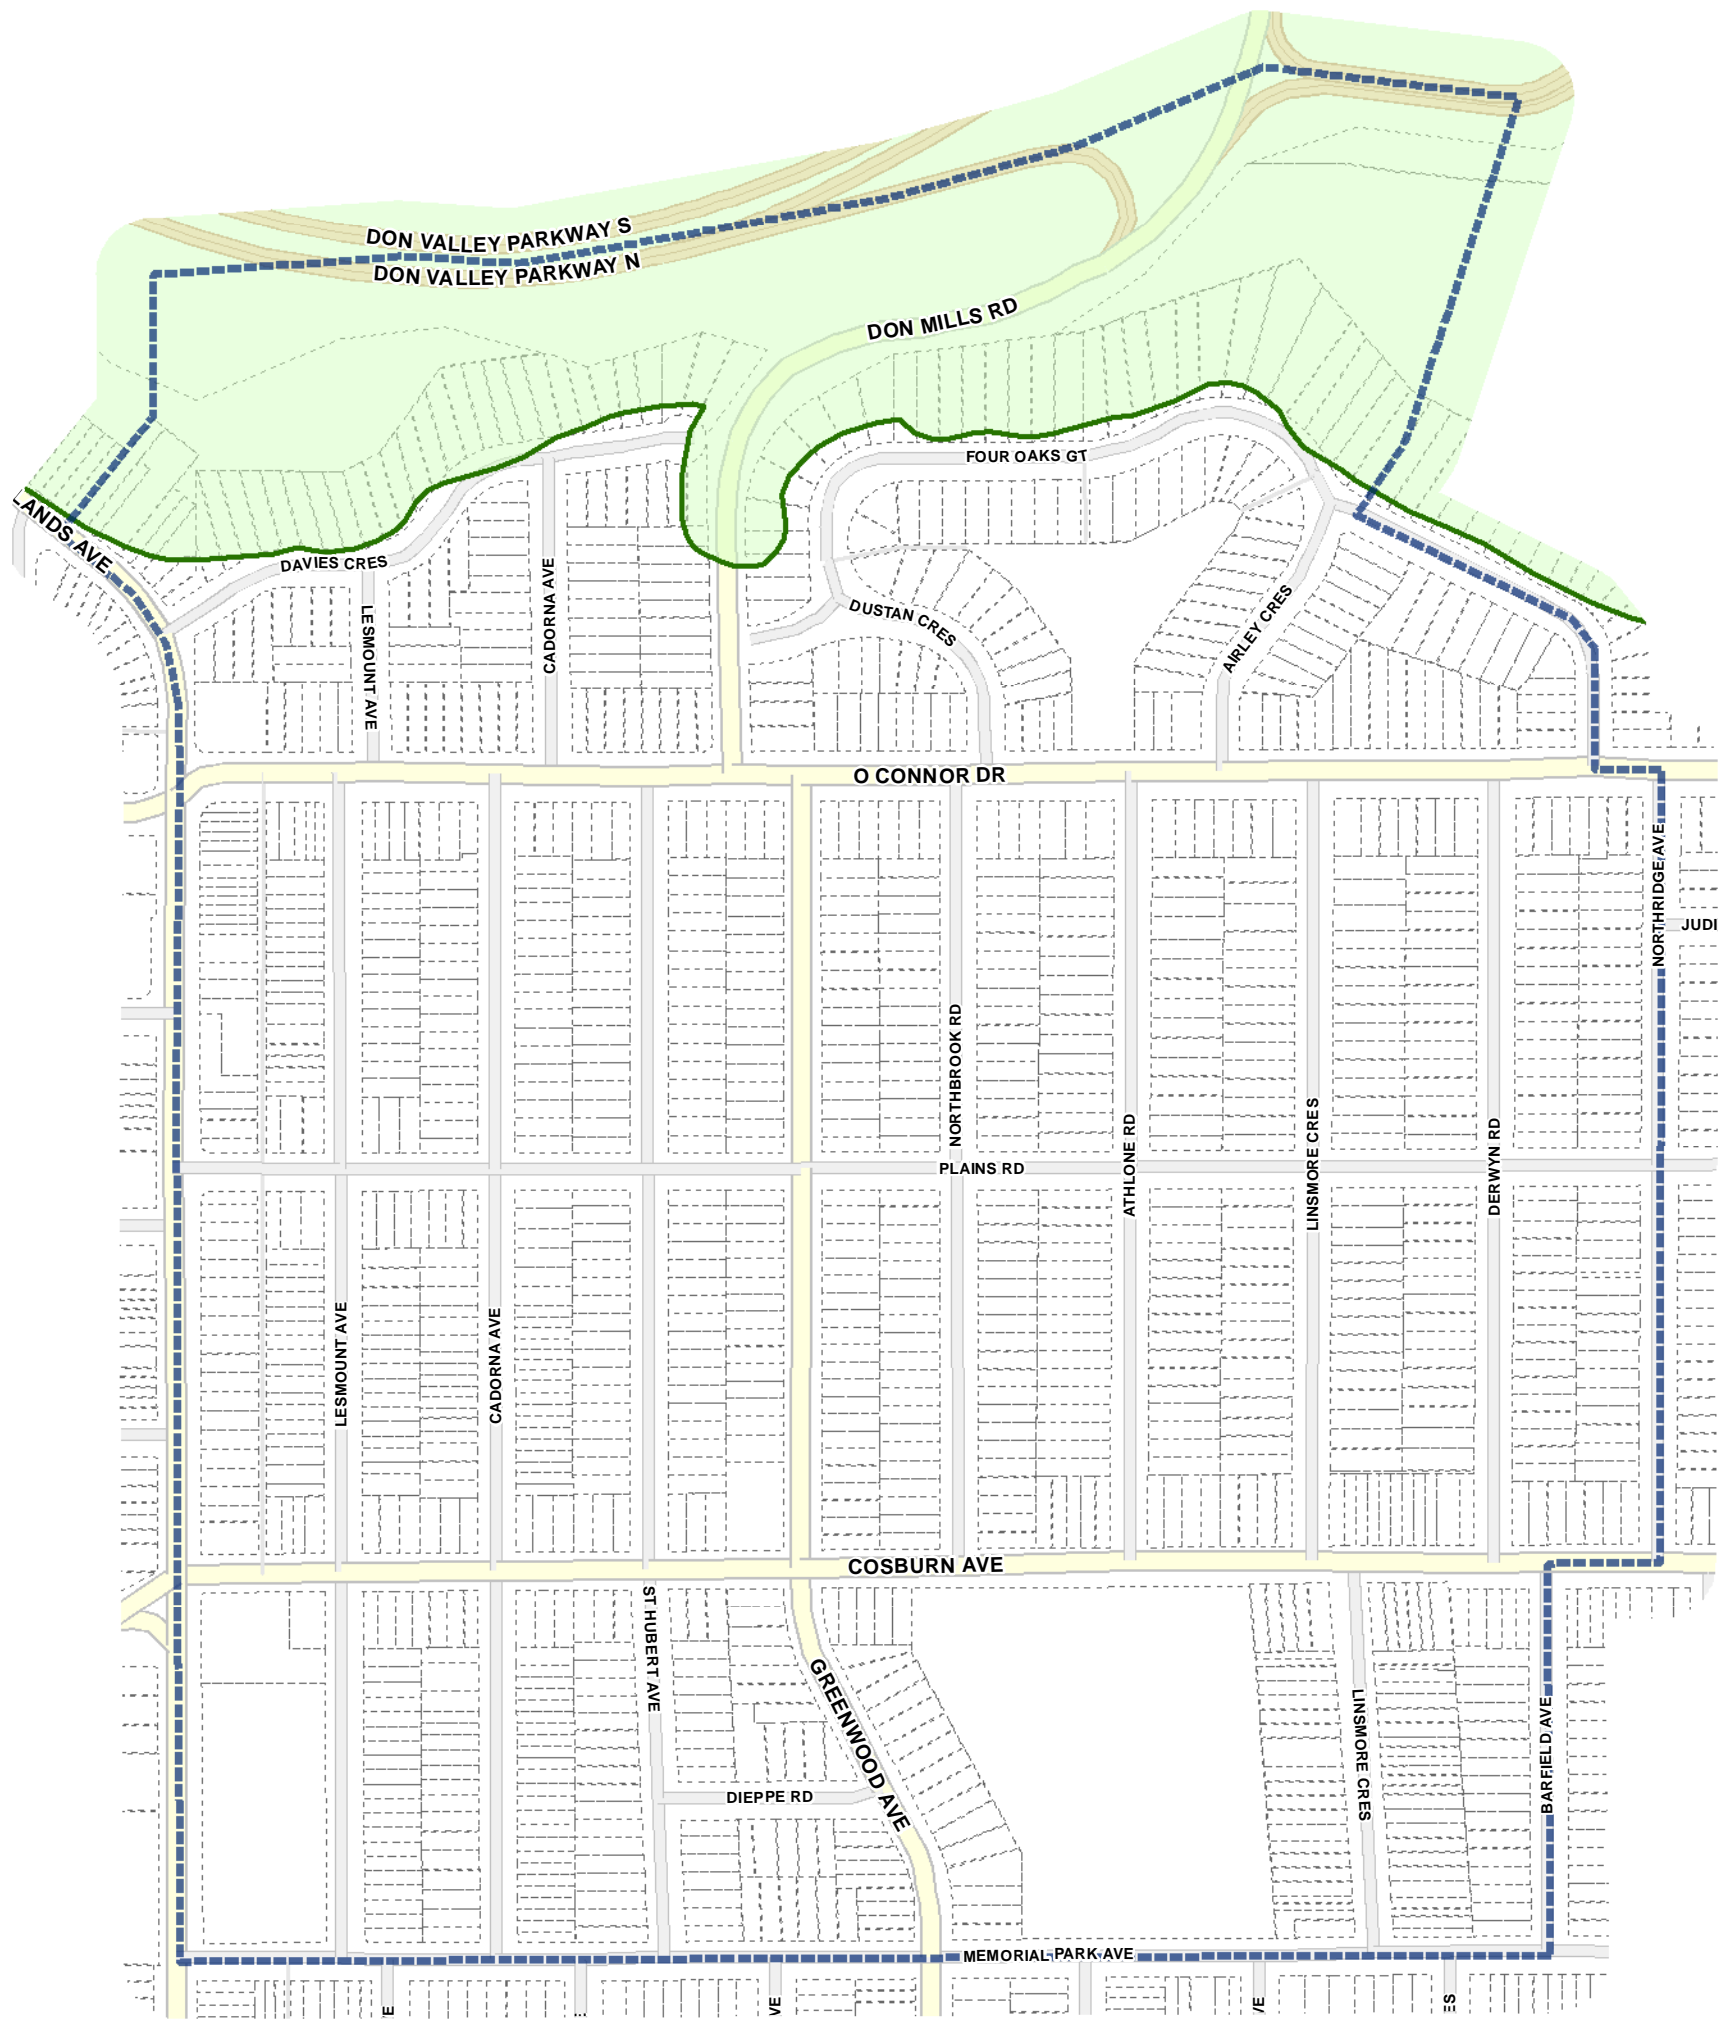 DON VALLEY PARKWAY S
DON VALLEY PARKWAY N
DON MILLS RD
FOUR OAKS GT
LANDS AVE
DAVIES CRES
LESMOUNT AVE
CADORNA AVE
DUSTAN CRES
AIRLEY CRES
O CONNOR DR
NORTHRIDGE AVE
JUDI
NORTHBROOK RD
PLAINS RD
ATHLONE RD
LINSMORE CRES
DERWYN RD
LESMOUNT AVE
CADORNA AVE
COSBURN AVE
ST HUBERT AVE
GREENWOOD AVE
LINSMORE CRES
BARFIELD AVE
DIEPPE RD
MEMORIAL PARK AVE
E
VE
VE
ES